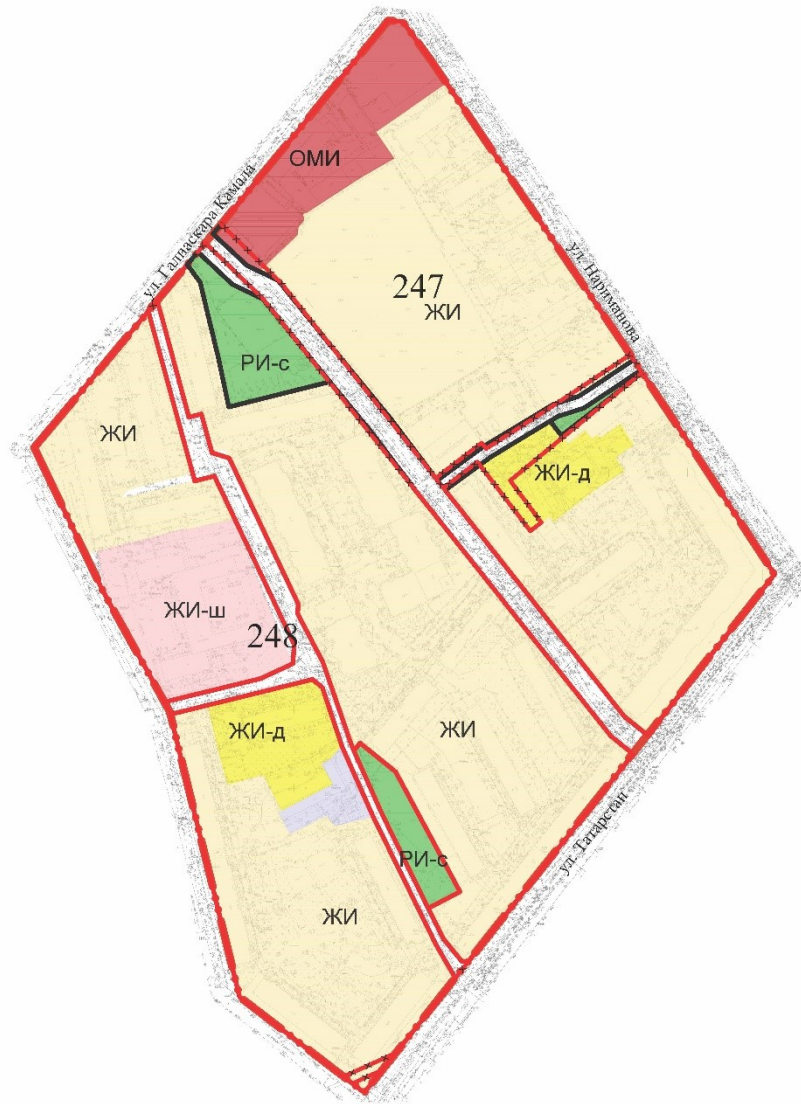 ОМИ
ул. Галиаскара Камала
247
ЖИ
ул. Нариманова
РИ-с
ЖИ
ЖИ-д
ЖИ-ш
248
ЖИ-д
ЖИ
ул. Татарстан
РИ-с
ЖИ